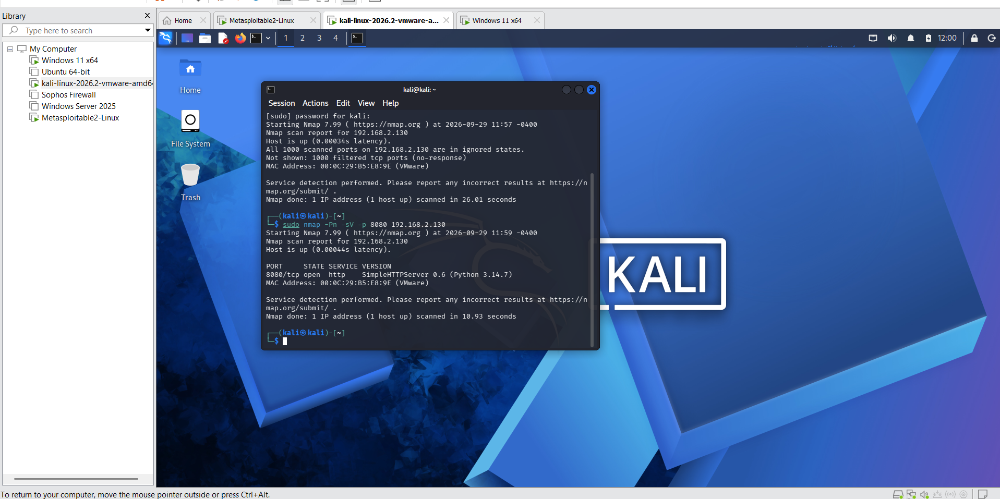 Library
Type here to search
My Computer
Windows 11 x64
Ubuntu 64-bit
kali-linux-2026.2-vmware-amd64
Sophos Firewall
Windows Server 2025
Metasploitable2-Linux
Home
Metasploitable2-Linux
kali-linux-2026.2-vmware-a...
Windows 11 x64
1 2 3 4
12:00
Home
File System
Trash
kali@kali: ~
Session Actions Edit View Help
[sudo] password for kali:
Starting Nmap 7.99 ( https://nmap.org ) at 2026-09-29 11:57 -0400
Nmap scan report for 192.168.2.130
Host is up (0.00034s latency).
All 1000 scanned ports on 192.168.2.130 are in ignored states.
Not shown: 1000 filtered tcp ports (no-response)
MAC Address: 00:0C:29:B5:E8:9E (VMware)
Service detection performed. Please report any incorrect results at https://n
map.org/submit/ .
Nmap done: 1 IP address (1 host up) scanned in 26.01 seconds
┌──(kali㉿kali)-[~]
└─$ sudo nmap -Pn -sV -p 8080 192.168.2.130
Starting Nmap 7.99 ( https://nmap.org ) at 2026-09-29 11:59 -0400
Nmap scan report for 192.168.2.130
Host is up (0.00044s latency).
PORT     STATE SERVICE VERSION
8080/tcp open  http    SimpleHTTPServer 0.6 (Python 3.14.7)
MAC Address: 00:0C:29:B5:E8:9E (VMware)
Service detection performed. Please report any incorrect results at https://n
map.org/submit/ .
Nmap done: 1 IP address (1 host up) scanned in 10.93 seconds
┌──(kali㉿kali)-[~]
└─$
KALI
To return to your computer, move the mouse pointer outside or press Ctrl+Alt.